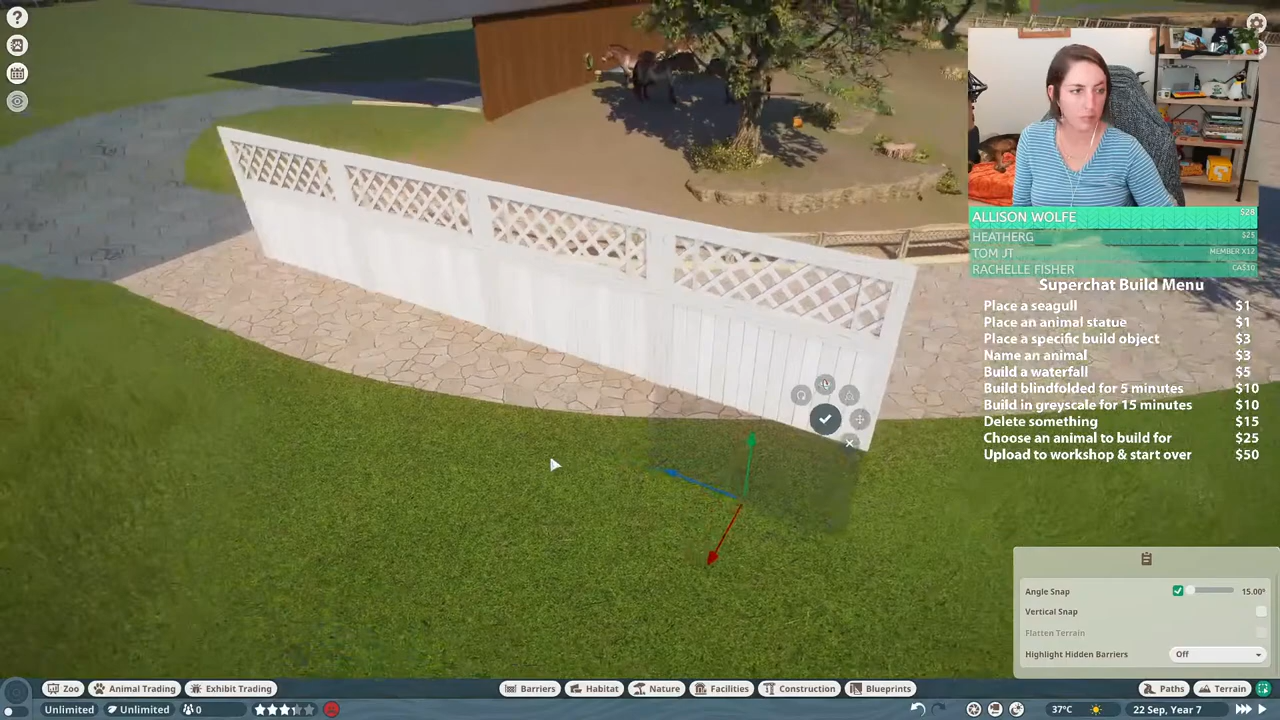 ALLISON WOLFE $28
HEATHERG $25
TOM JT MEMBER X12
RACHELLE FISHER CA$10
Superchat Build Menu
Place a seagull $1
Place an animal statue $1
Place a specific build object $3
Name an animal $3
Build a waterfall $5
Build blindfolded for 5 minutes $10
Build in greyscale for 15 minutes $10
Delete something $15
Choose an animal to build for $25
Upload to workshop & start over $50
Angle Snap 15.00°
Vertical Snap
Flatten Terrain
Highlight Hidden Barriers Off
Zoo Animal Trading Exhibit Trading Barriers Habitat Nature Facilities Construction Blueprints Paths Terrain
Unlimited Unlimited 0 37°C 22 Sep, Year 7